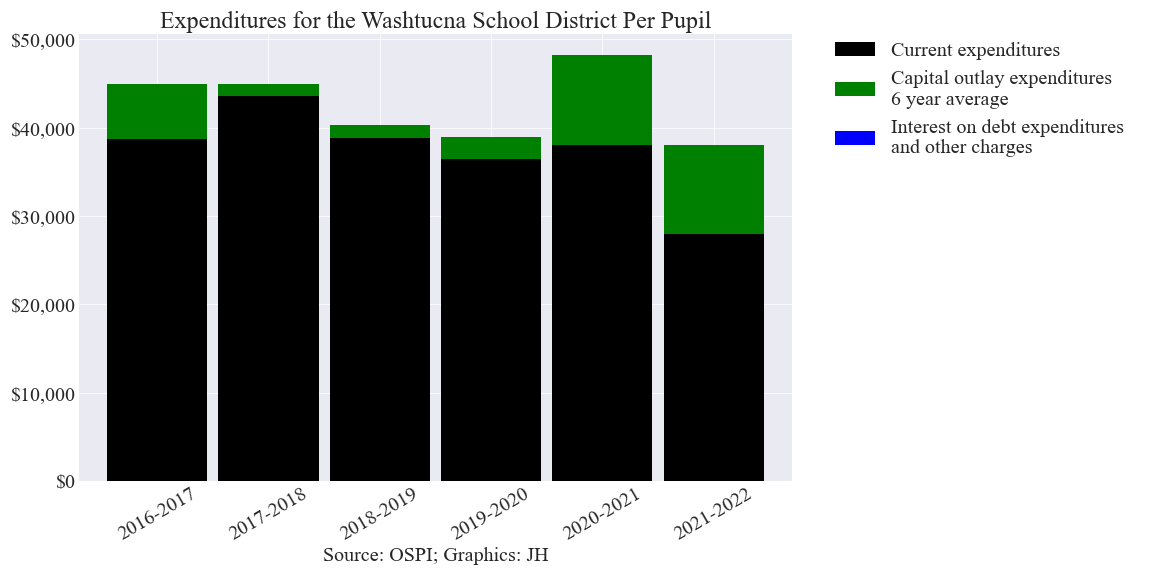 Expenditures for the Washtucna School District Per Pupil
$50,000
$40,000
$30,000
$20,000
$10,000
$0
2016-2017
2017-2018
2018-2019
2019-2020
2020-2021
2021-2022
Source: OSPI; Graphics: JH
Current expenditures
Capital outlay expenditures
6 year average
Interest on debt expenditures
and other charges